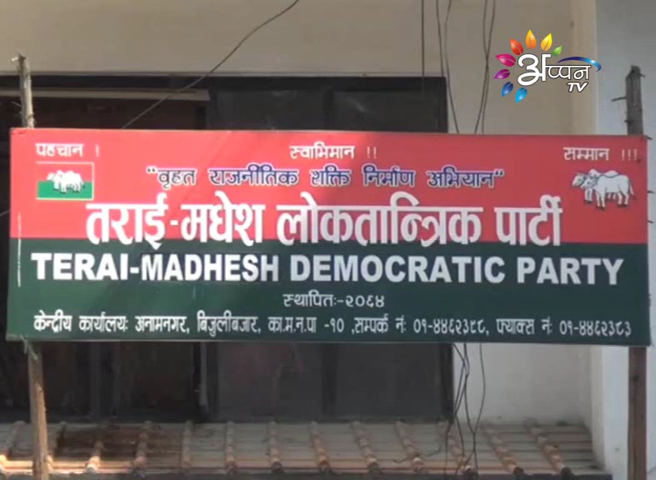 अप्पन
TV
पहचान ! स्वाभिमान !! सम्मान !!!
"बृहत राजनीतिक शक्ति निर्माण अभियान"
तराई-मधेश लोकतान्त्रिक पार्टी
TERAI-MADHESH DEMOCRATIC PARTY
स्थापितः-२०६४
केन्द्रीय कार्यालयः अनामनगर, बिजुलीबजार, का.म.न.पा -१० ,सम्पर्क नंः ०१-४४६२३८८, फ्याक्स नंः ०१-४४६२३८३